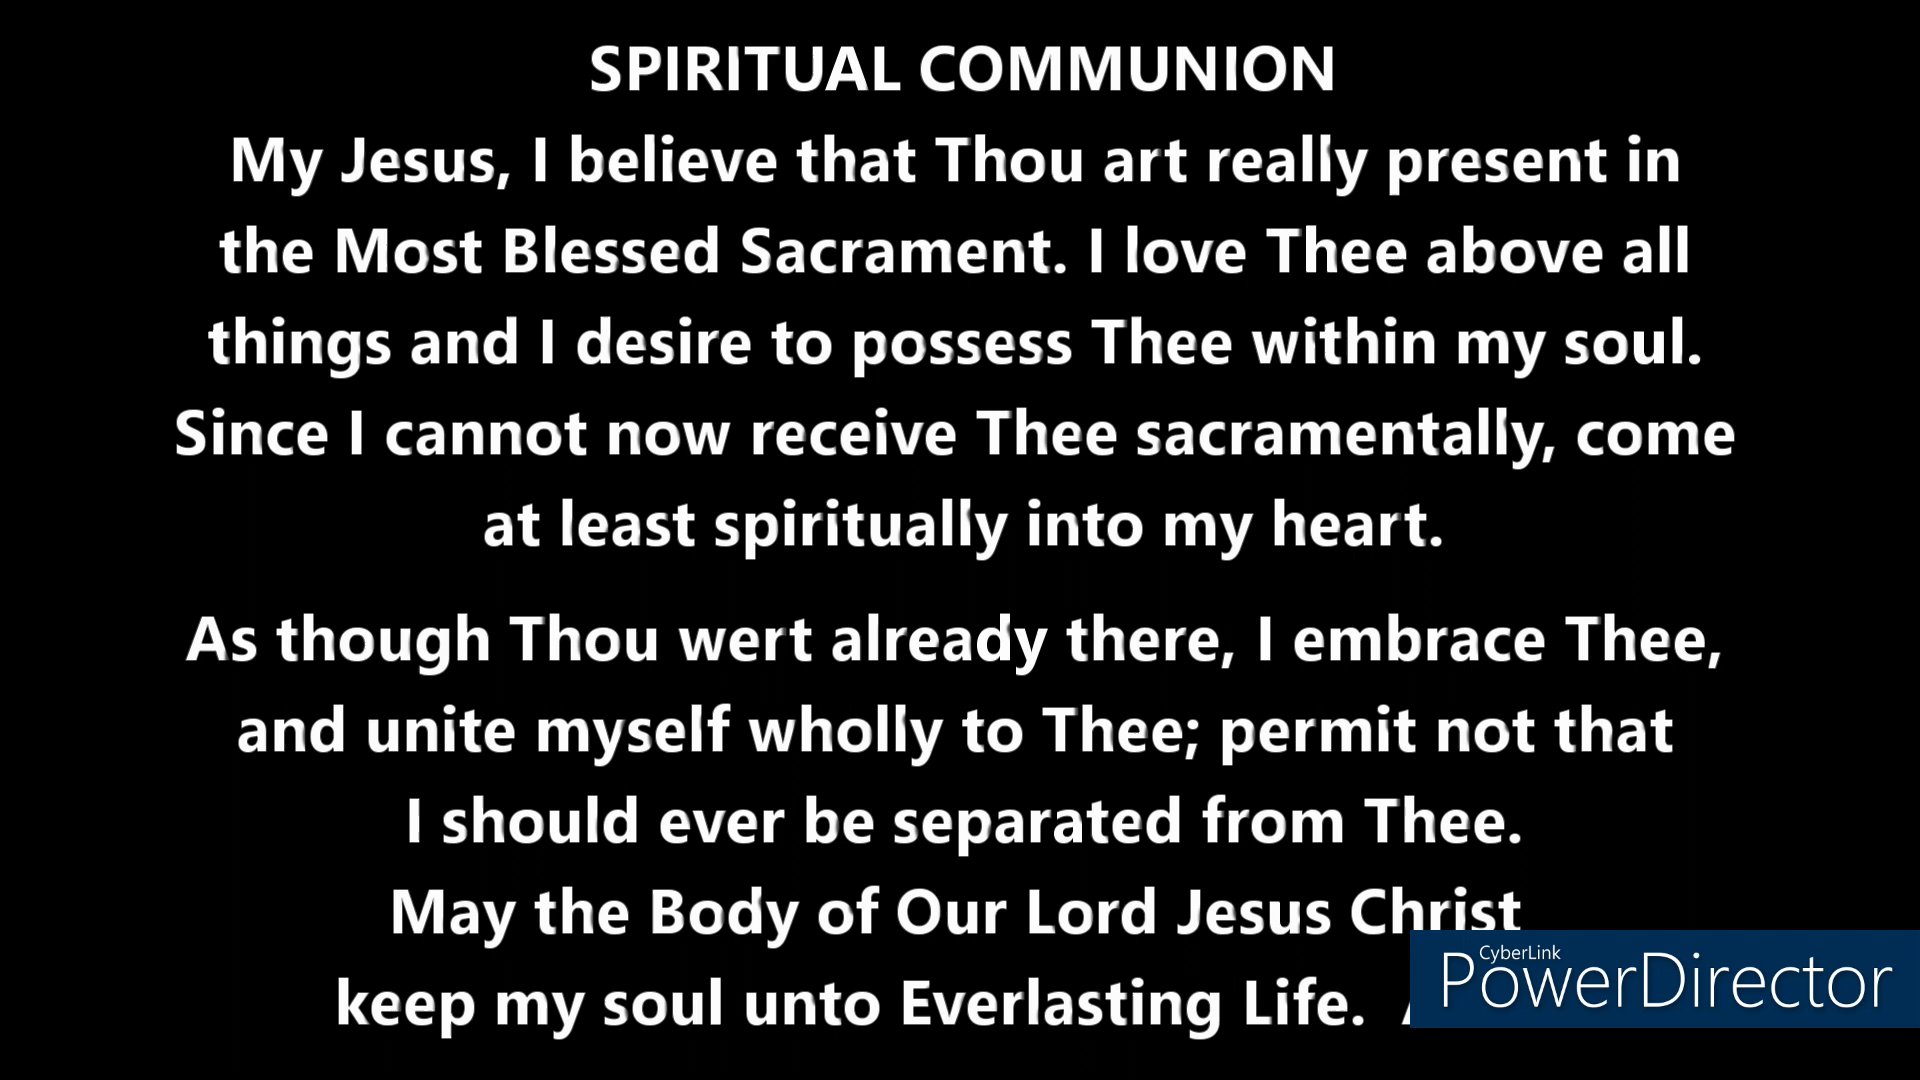 SPIRITUAL COMMUNION
My Jesus, I believe that Thou art really present in
the Most Blessed Sacrament. I love Thee above all
things and I desire to possess Thee within my soul.
Since I cannot now receive Thee sacramentally, come
at least spiritually into my heart.
As though Thou wert already there, I embrace Thee,
and unite myself wholly to Thee; permit not that
I should ever be separated from Thee.
May the Body of Our Lord Jesus Christ
keep my soul unto Everlasting Life.
CyberLink
PowerDirector